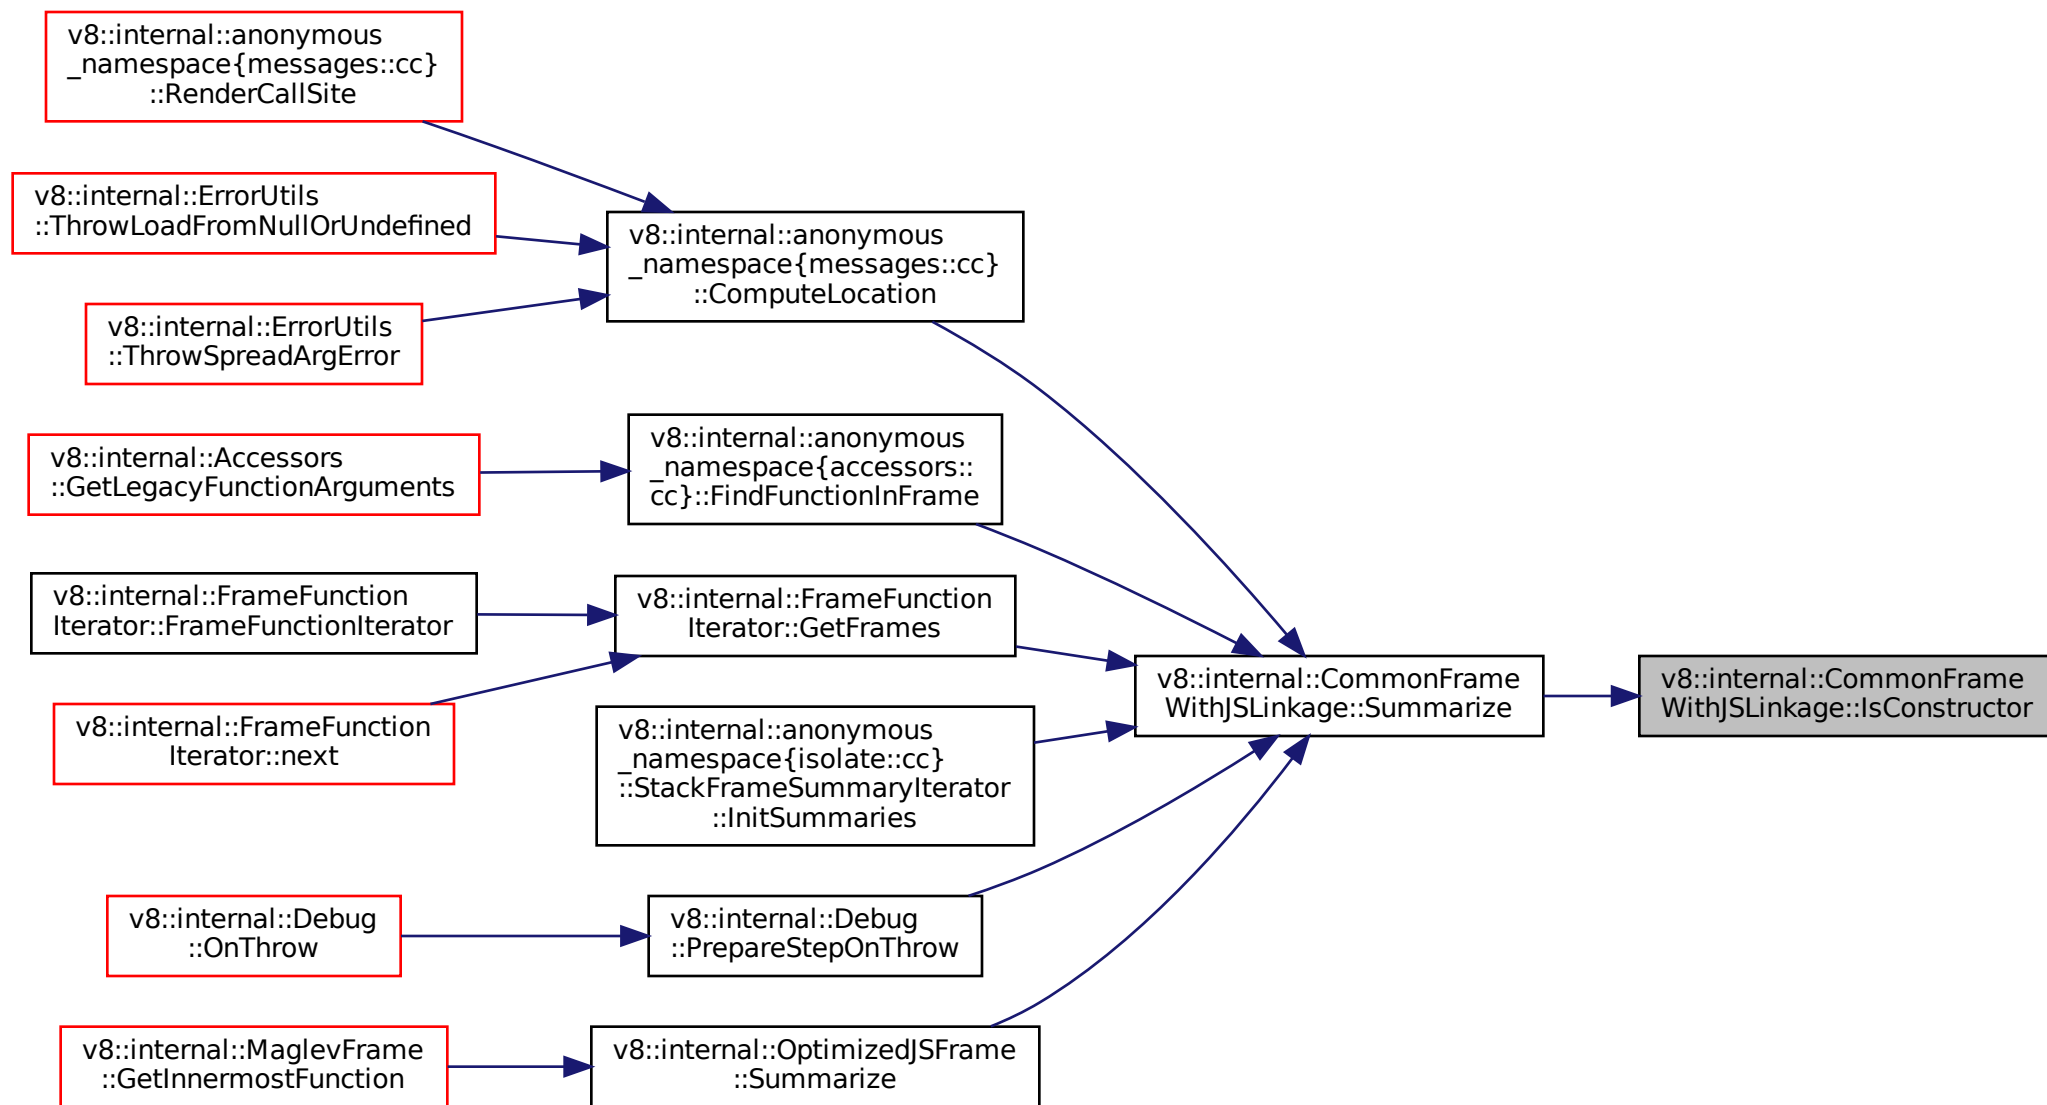 v8::internal::anonymous
_namespace{messages::cc}
::RenderCallSite
v8::internal::ErrorUtils
::ThrowLoadFromNullOrUndefined
v8::internal::ErrorUtils
::ThrowSpreadArgError
v8::internal::Accessors
::GetLegacyFunctionArguments
v8::internal::FrameFunction
Iterator::FrameFunctionIterator
v8::internal::FrameFunction
Iterator::next
v8::internal::Debug
::OnThrow
v8::internal::MaglevFrame
::GetInnermostFunction
v8::internal::anonymous
_namespace{messages::cc}
::ComputeLocation
v8::internal::anonymous
_namespace{accessors::
cc}::FindFunctionInFrame
v8::internal::FrameFunction
Iterator::GetFrames
v8::internal::anonymous
_namespace{isolate::cc}
::StackFrameSummaryIterator
::InitSummaries
v8::internal::Debug
::PrepareStepOnThrow
v8::internal::OptimizedJSFrame
::Summarize
v8::internal::CommonFrame
WithJSLinkage::Summarize
v8::internal::CommonFrame
WithJSLinkage::IsConstructor